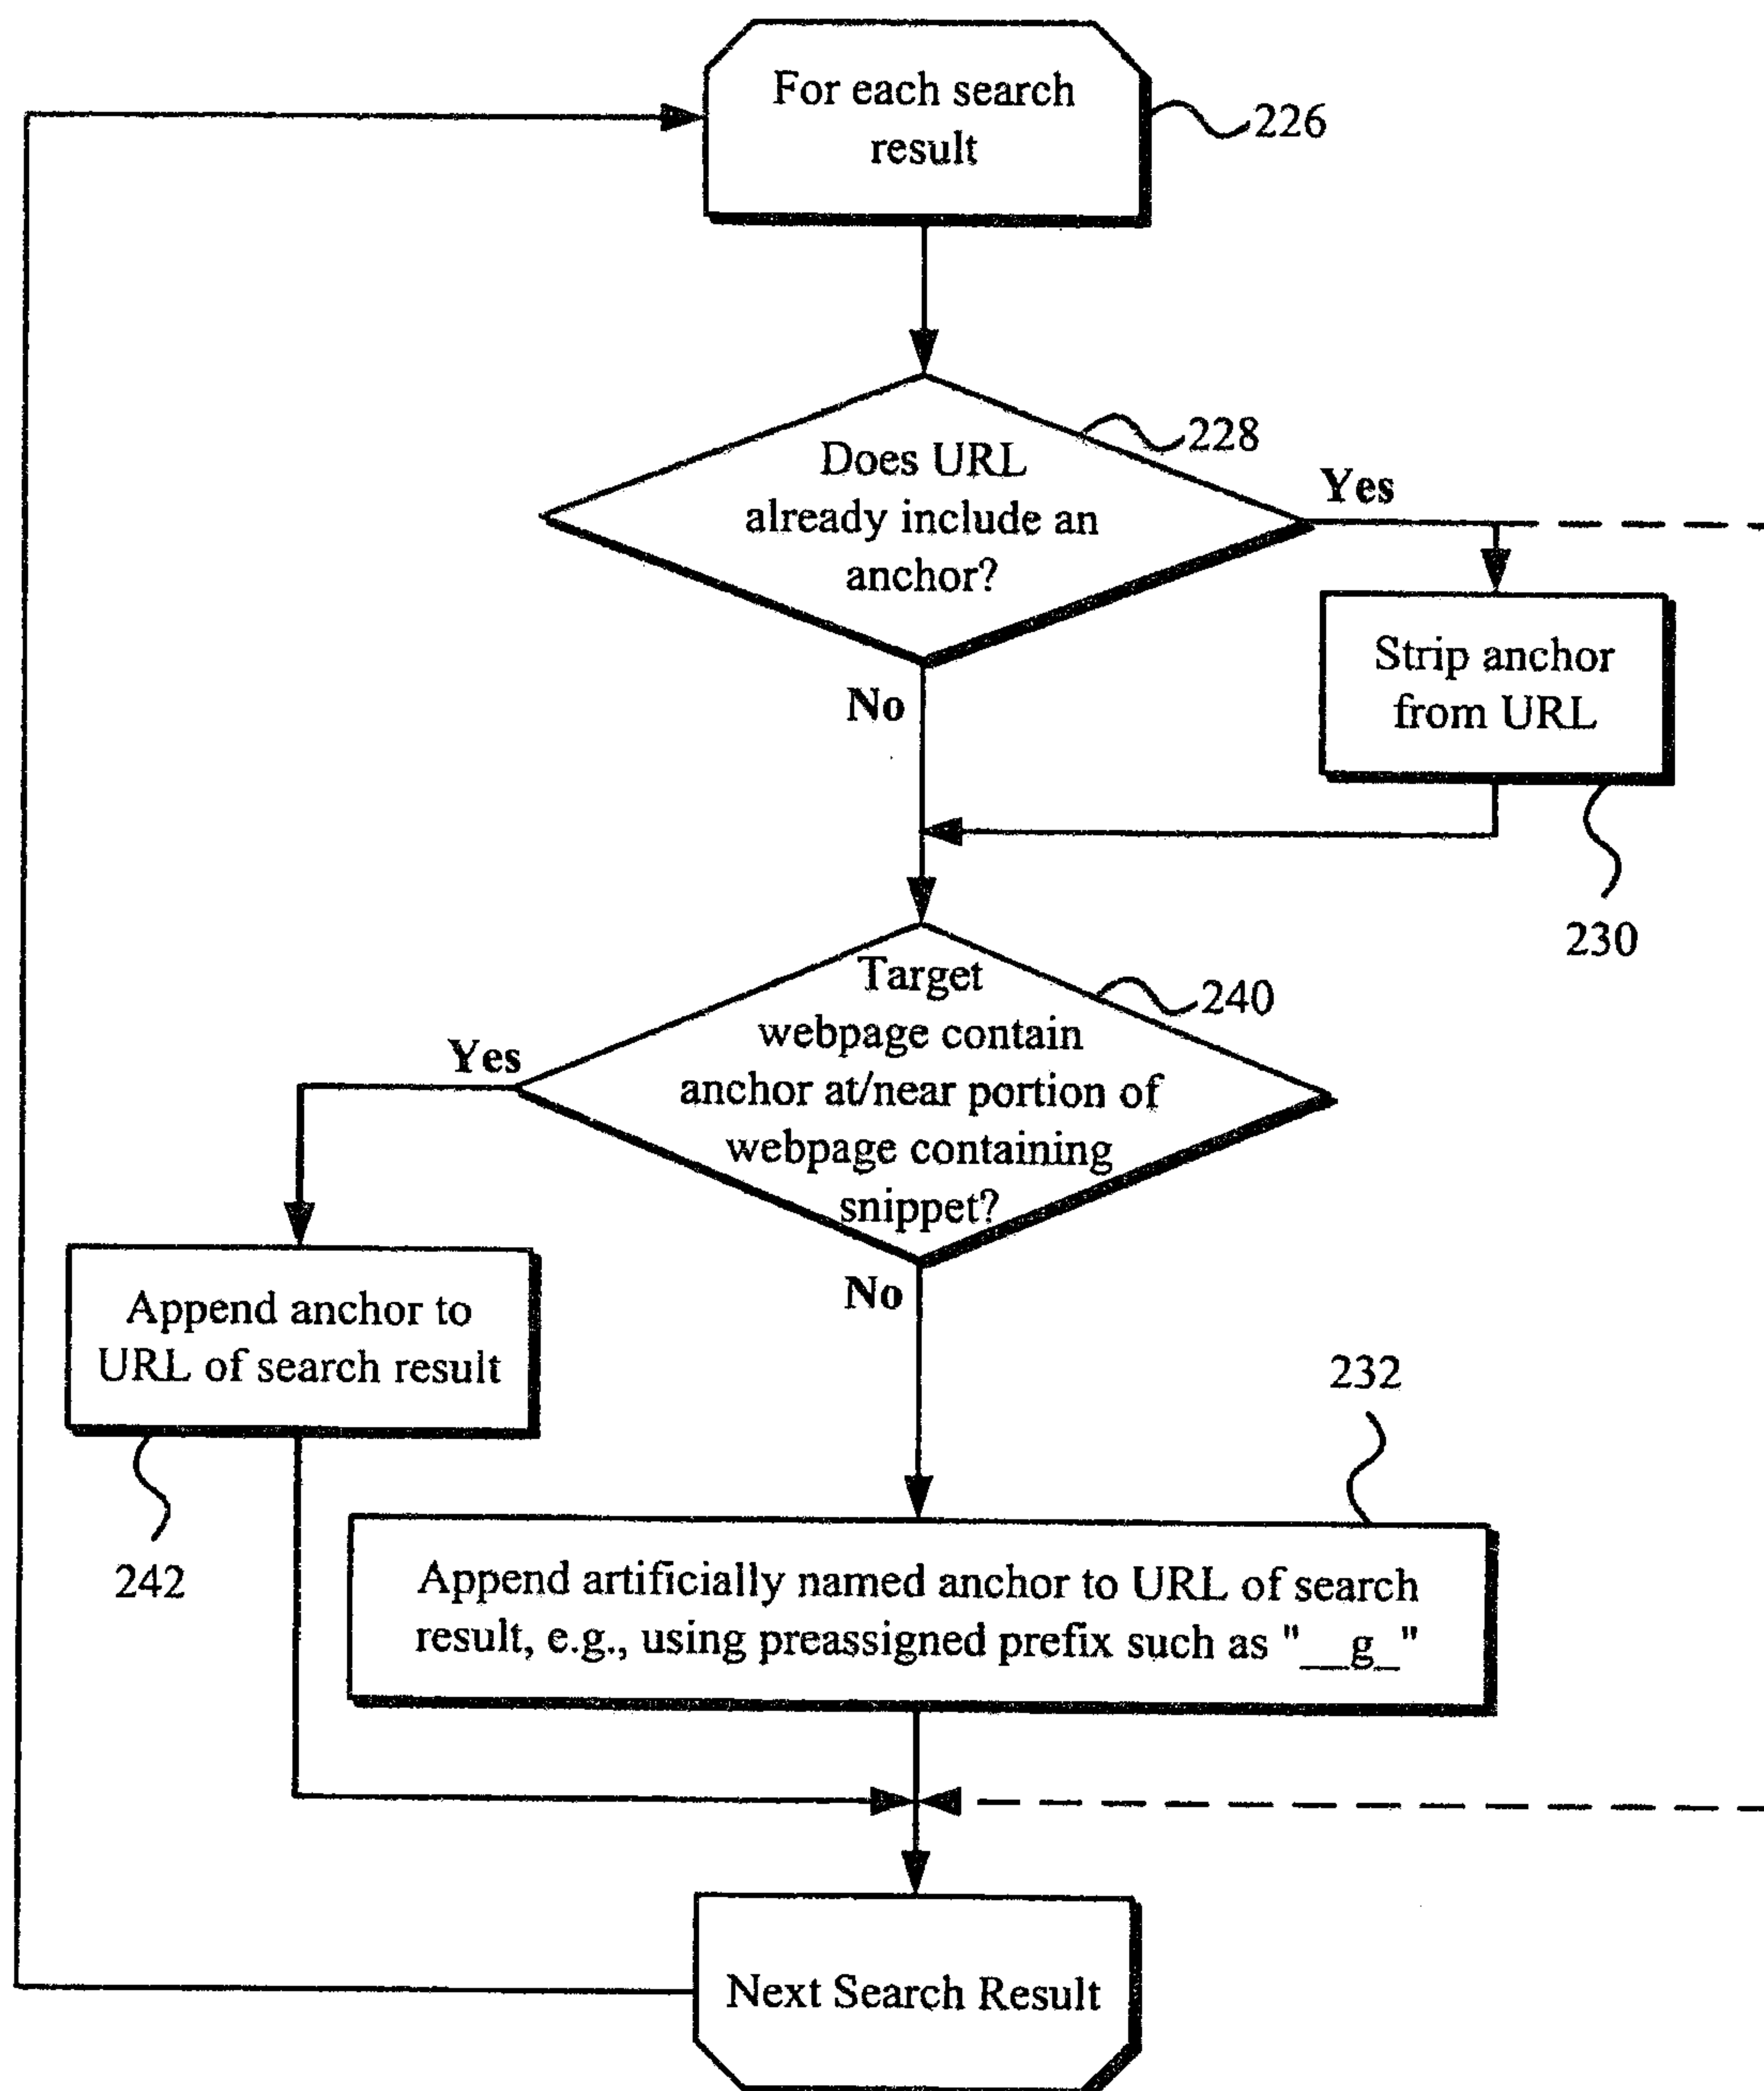 For each search
result
226
Does URL
already include an
anchor?
228
Yes
No
Strip anchor
from URL
230
Target
webpage contain
anchor at/near portion of
webpage containing
snippet?
240
Yes
No
Append anchor to
URL of search result
242
232
Append artificially named anchor to URL of search
result, e.g., using preassigned prefix such as "__g_"
Next Search Result